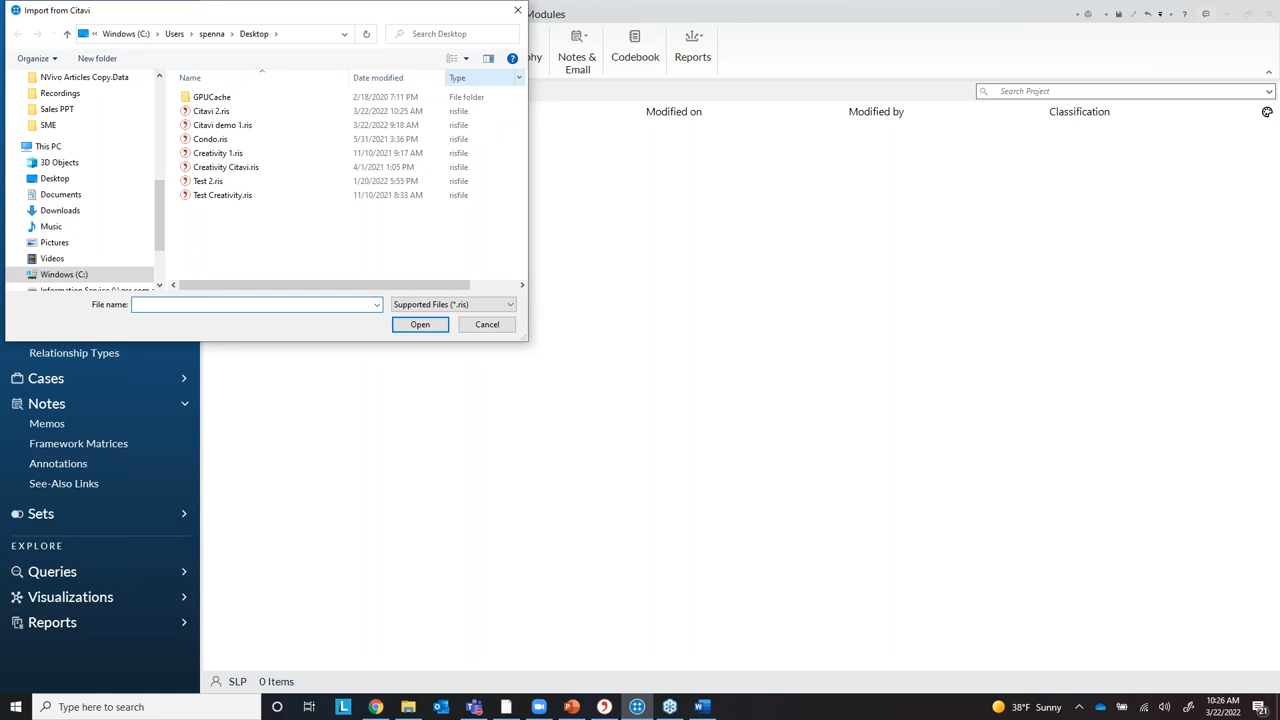 Import from Citavi
Modules
« Windows (C:) › Users › spenna › Desktop ›
Search Desktop
Organize
New folder
Notes & Email
Codebook
Reports
NVivo Articles Copy.Data
Recordings
Sales PPT
SME
This PC
3D Objects
Desktop
Documents
Downloads
Music
Pictures
Videos
Windows (C:)
Name Date modified Type
GPUCache 2/18/2020 7:11 PM File folder
Citavi 2.ris 3/22/2022 10:25 AM risfile
Citavi demo 1.ris 3/22/2022 9:18 AM risfile
Condo.ris 5/31/2021 3:36 PM risfile
Creativity 1.ris 11/10/2021 9:17 AM risfile
Creativity Citavi.ris 4/1/2021 1:05 PM risfile
Test 2.ris 1/20/2022 5:55 PM risfile
Test Creativity.ris 11/10/2021 8:33 AM risfile
File name:
Supported Files (*.ris)
Open
Cancel
Search Project
Modified on Modified by Classification
Relationship Types
Cases
Notes
Memos
Framework Matrices
Annotations
See-Also Links
Sets
EXPLORE
Queries
Visualizations
Reports
SLP 0 Items
Type here to search
38°F Sunny
10:26 AM
3/22/2022